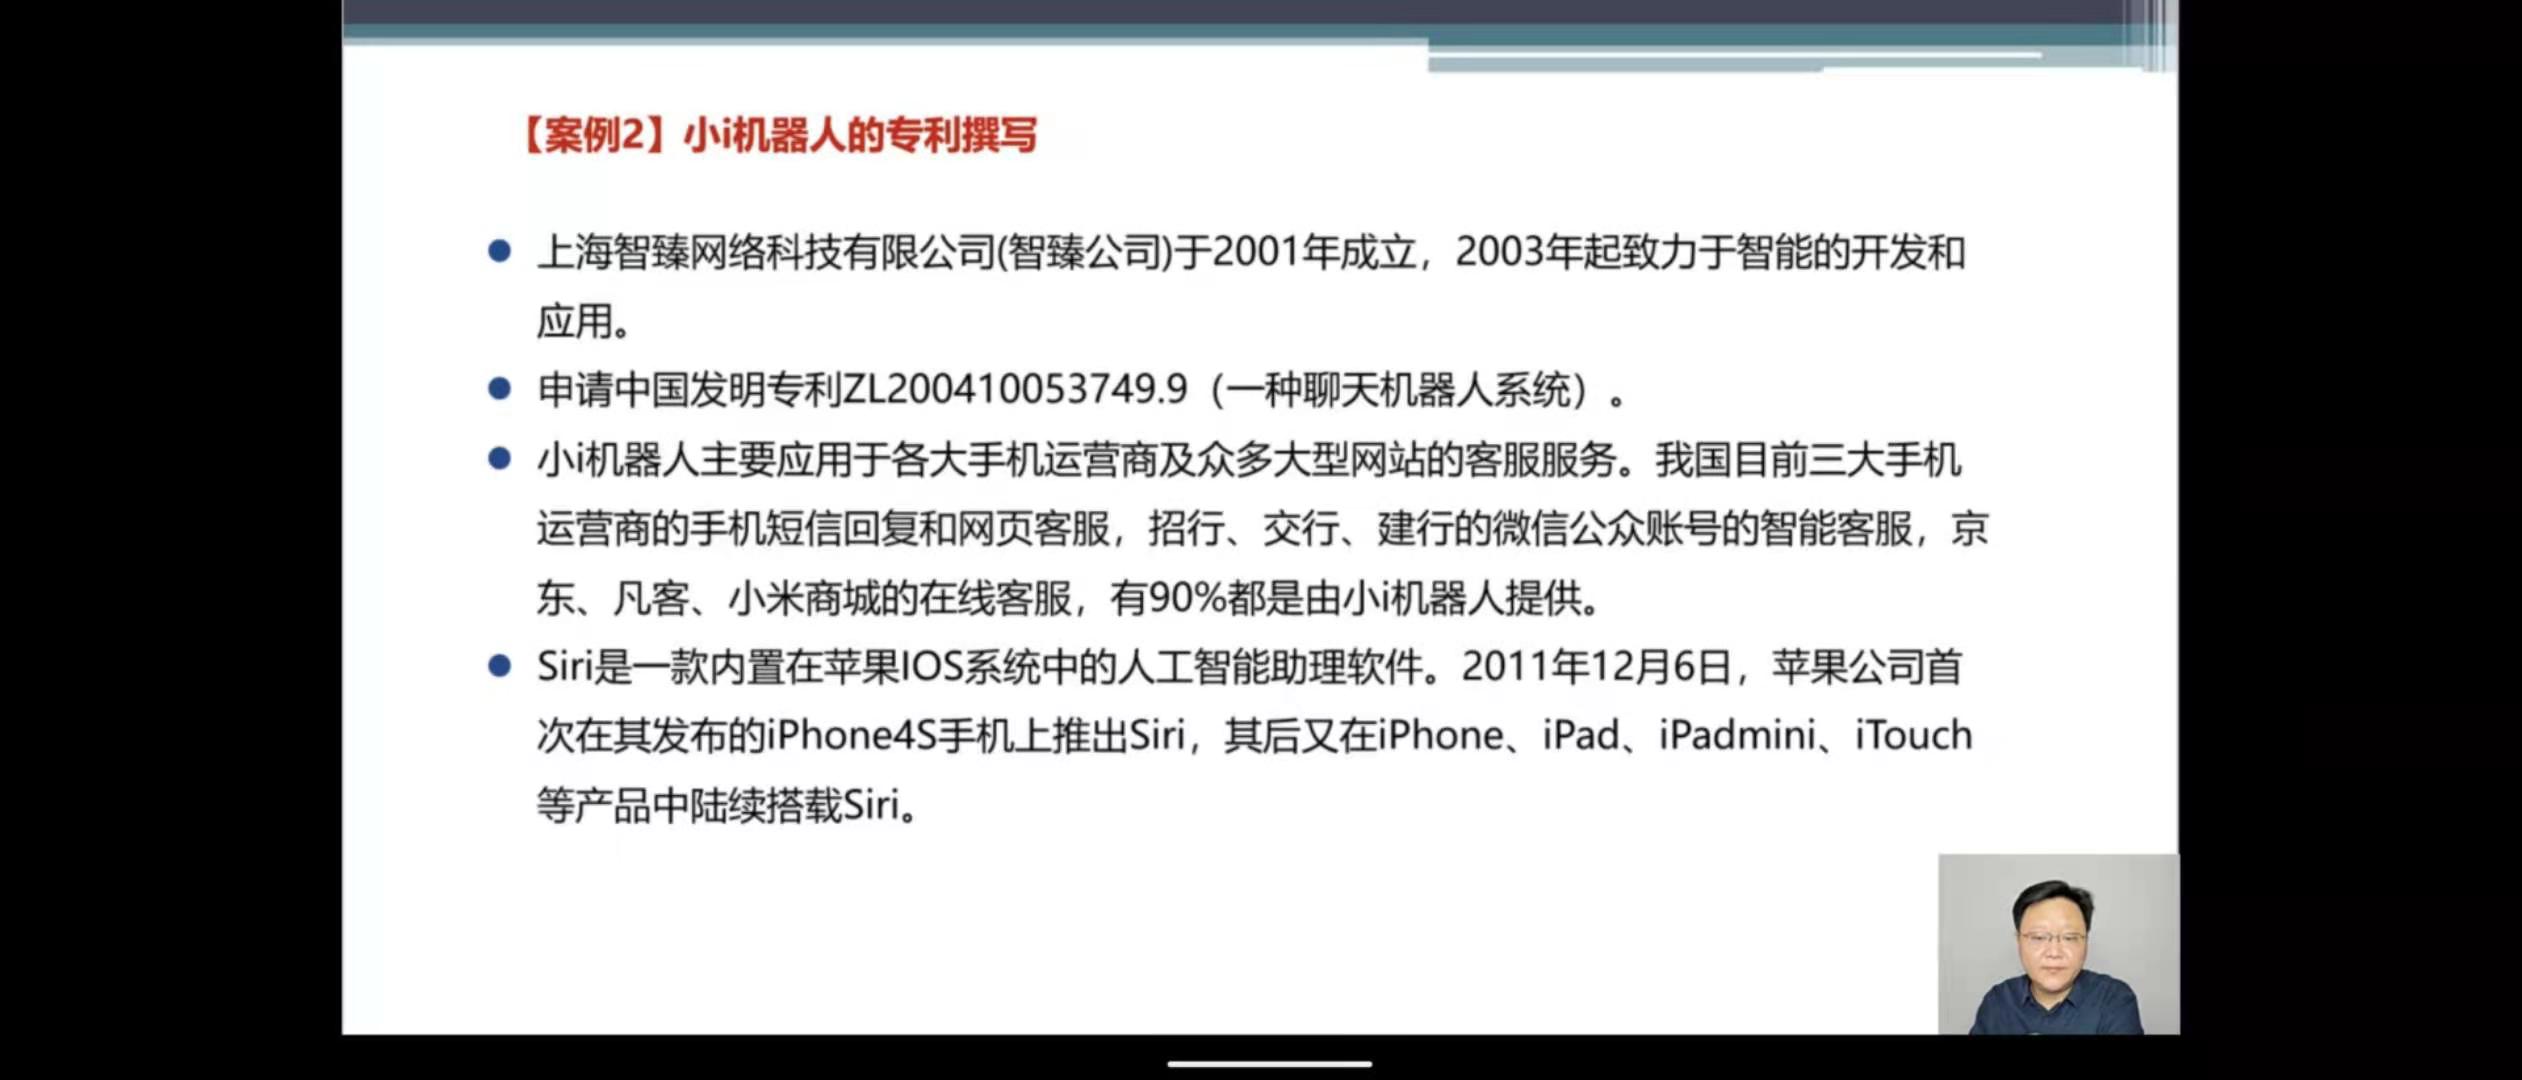 【案例2】小i机器人的专利撰写
上海智臻网络科技有限公司(智臻公司)于2001年成立，2003年起致力于智能的开发和
应用。
申请中国发明专利ZL200410053749.9（一种聊天机器人系统）。
小i机器人主要应用于各大手机运营商及众多大型网站的客服服务。我国目前三大手机
运营商的手机短信回复和网页客服，招行、交行、建行的微信公众账号的智能客服，京
东、凡客、小米商城的在线客服，有90%都是由小i机器人提供。
Siri是一款内置在苹果IOS系统中的人工智能助理软件。2011年12月6日，苹果公司首
次在其发布的iPhone4S手机上推出Siri，其后又在iPhone、iPad、iPadmini、iTouch
等产品中陆续搭载Siri。